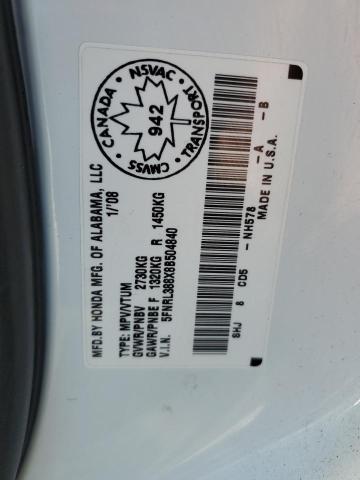 MFD.BY HONDA MFG. OF ALABAMA, LLC
1/'08
TYPE: MPV/VTUM
GVWR/PNBV 2730KG
GAWR/PNBE F 1320KG R 1450KG
V.I.N. 5FNRL388X8B504840
CANADA NSVAC
942
CMVSS TRANSPORT
SHJ 8 CD5 - NH578 - A - B
MADE IN U.S.A.